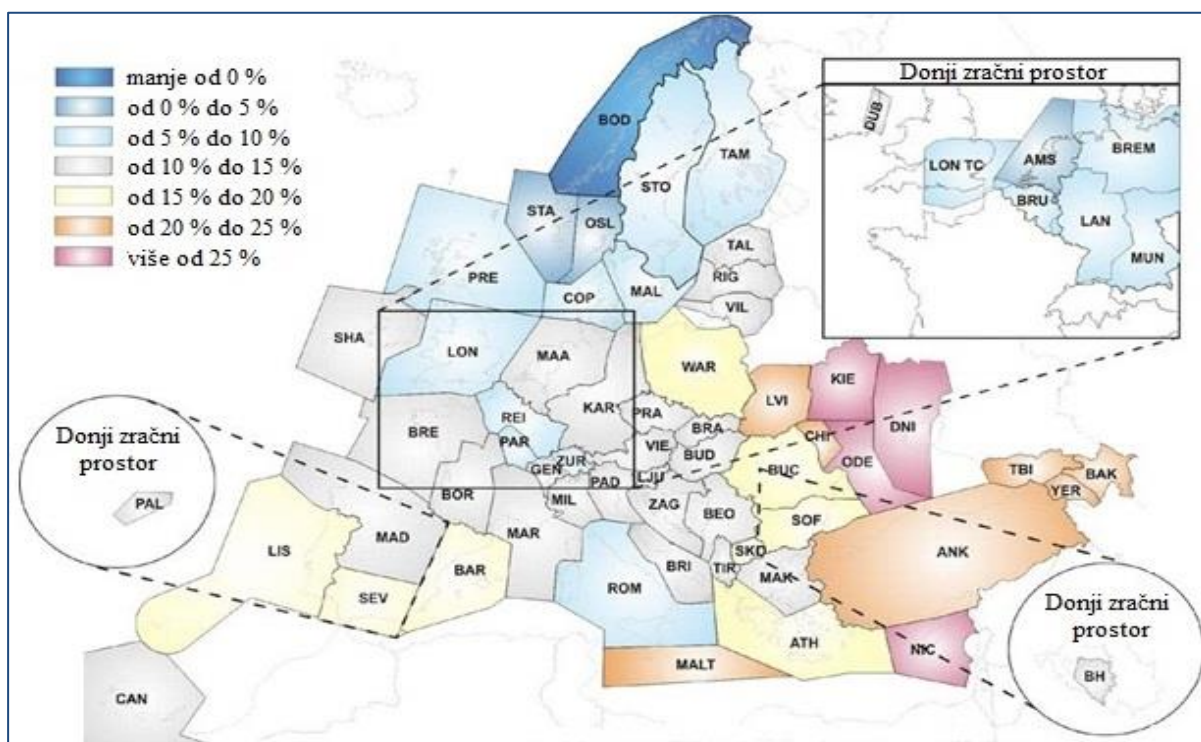 manje od 0 %
od 0 % do 5 %
od 5 % do 10 %
od 10 % do 15 %
od 15 % do 20 %
od 20 % do 25 %
više od 25 %
Donji zračni prostor
DUB
LON TC
AMS
BREM
BRU
LAN
MUN
BOD
TAM
STO
STA
OSL
TAL
RIG
PRE
COP
MAL
VIL
SHA
LON
MAA
WAR
KIE
LVI
DNI
REI
KAR
PRA
BRE
PAR
BRA
CHI
VIE
BUD
ODE
GEN
ZUR
LJU
BUC
TBI
BAK
YER
Donji zračni
prostor
PAL
BOR
MIL
PAD
ZAG
BEO
SOF
MAD
MAR
LIS
BAR
SKO
ANK
TIR
MAK
BRI
ROM
SEV
ATH
NIC
MALT
CAN
Donji zračni
prostor
BH